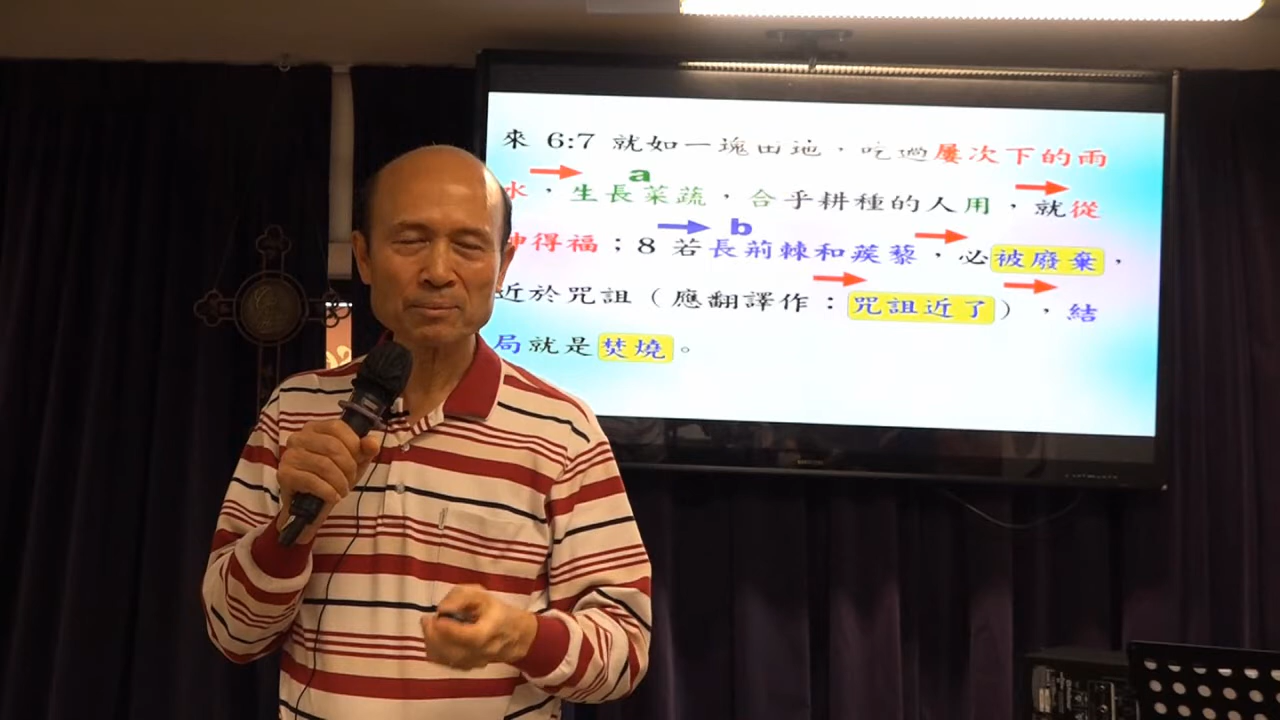 來 6:7 就如一塊田地，吃過屢次下的雨
水，生長菜蔬，合乎耕種的人用，就從
a
神得福；8 若長荊棘和蒺藜，必被廢棄，
b
近於咒詛（應翻譯作：咒詛近了），結
局就是焚燒。